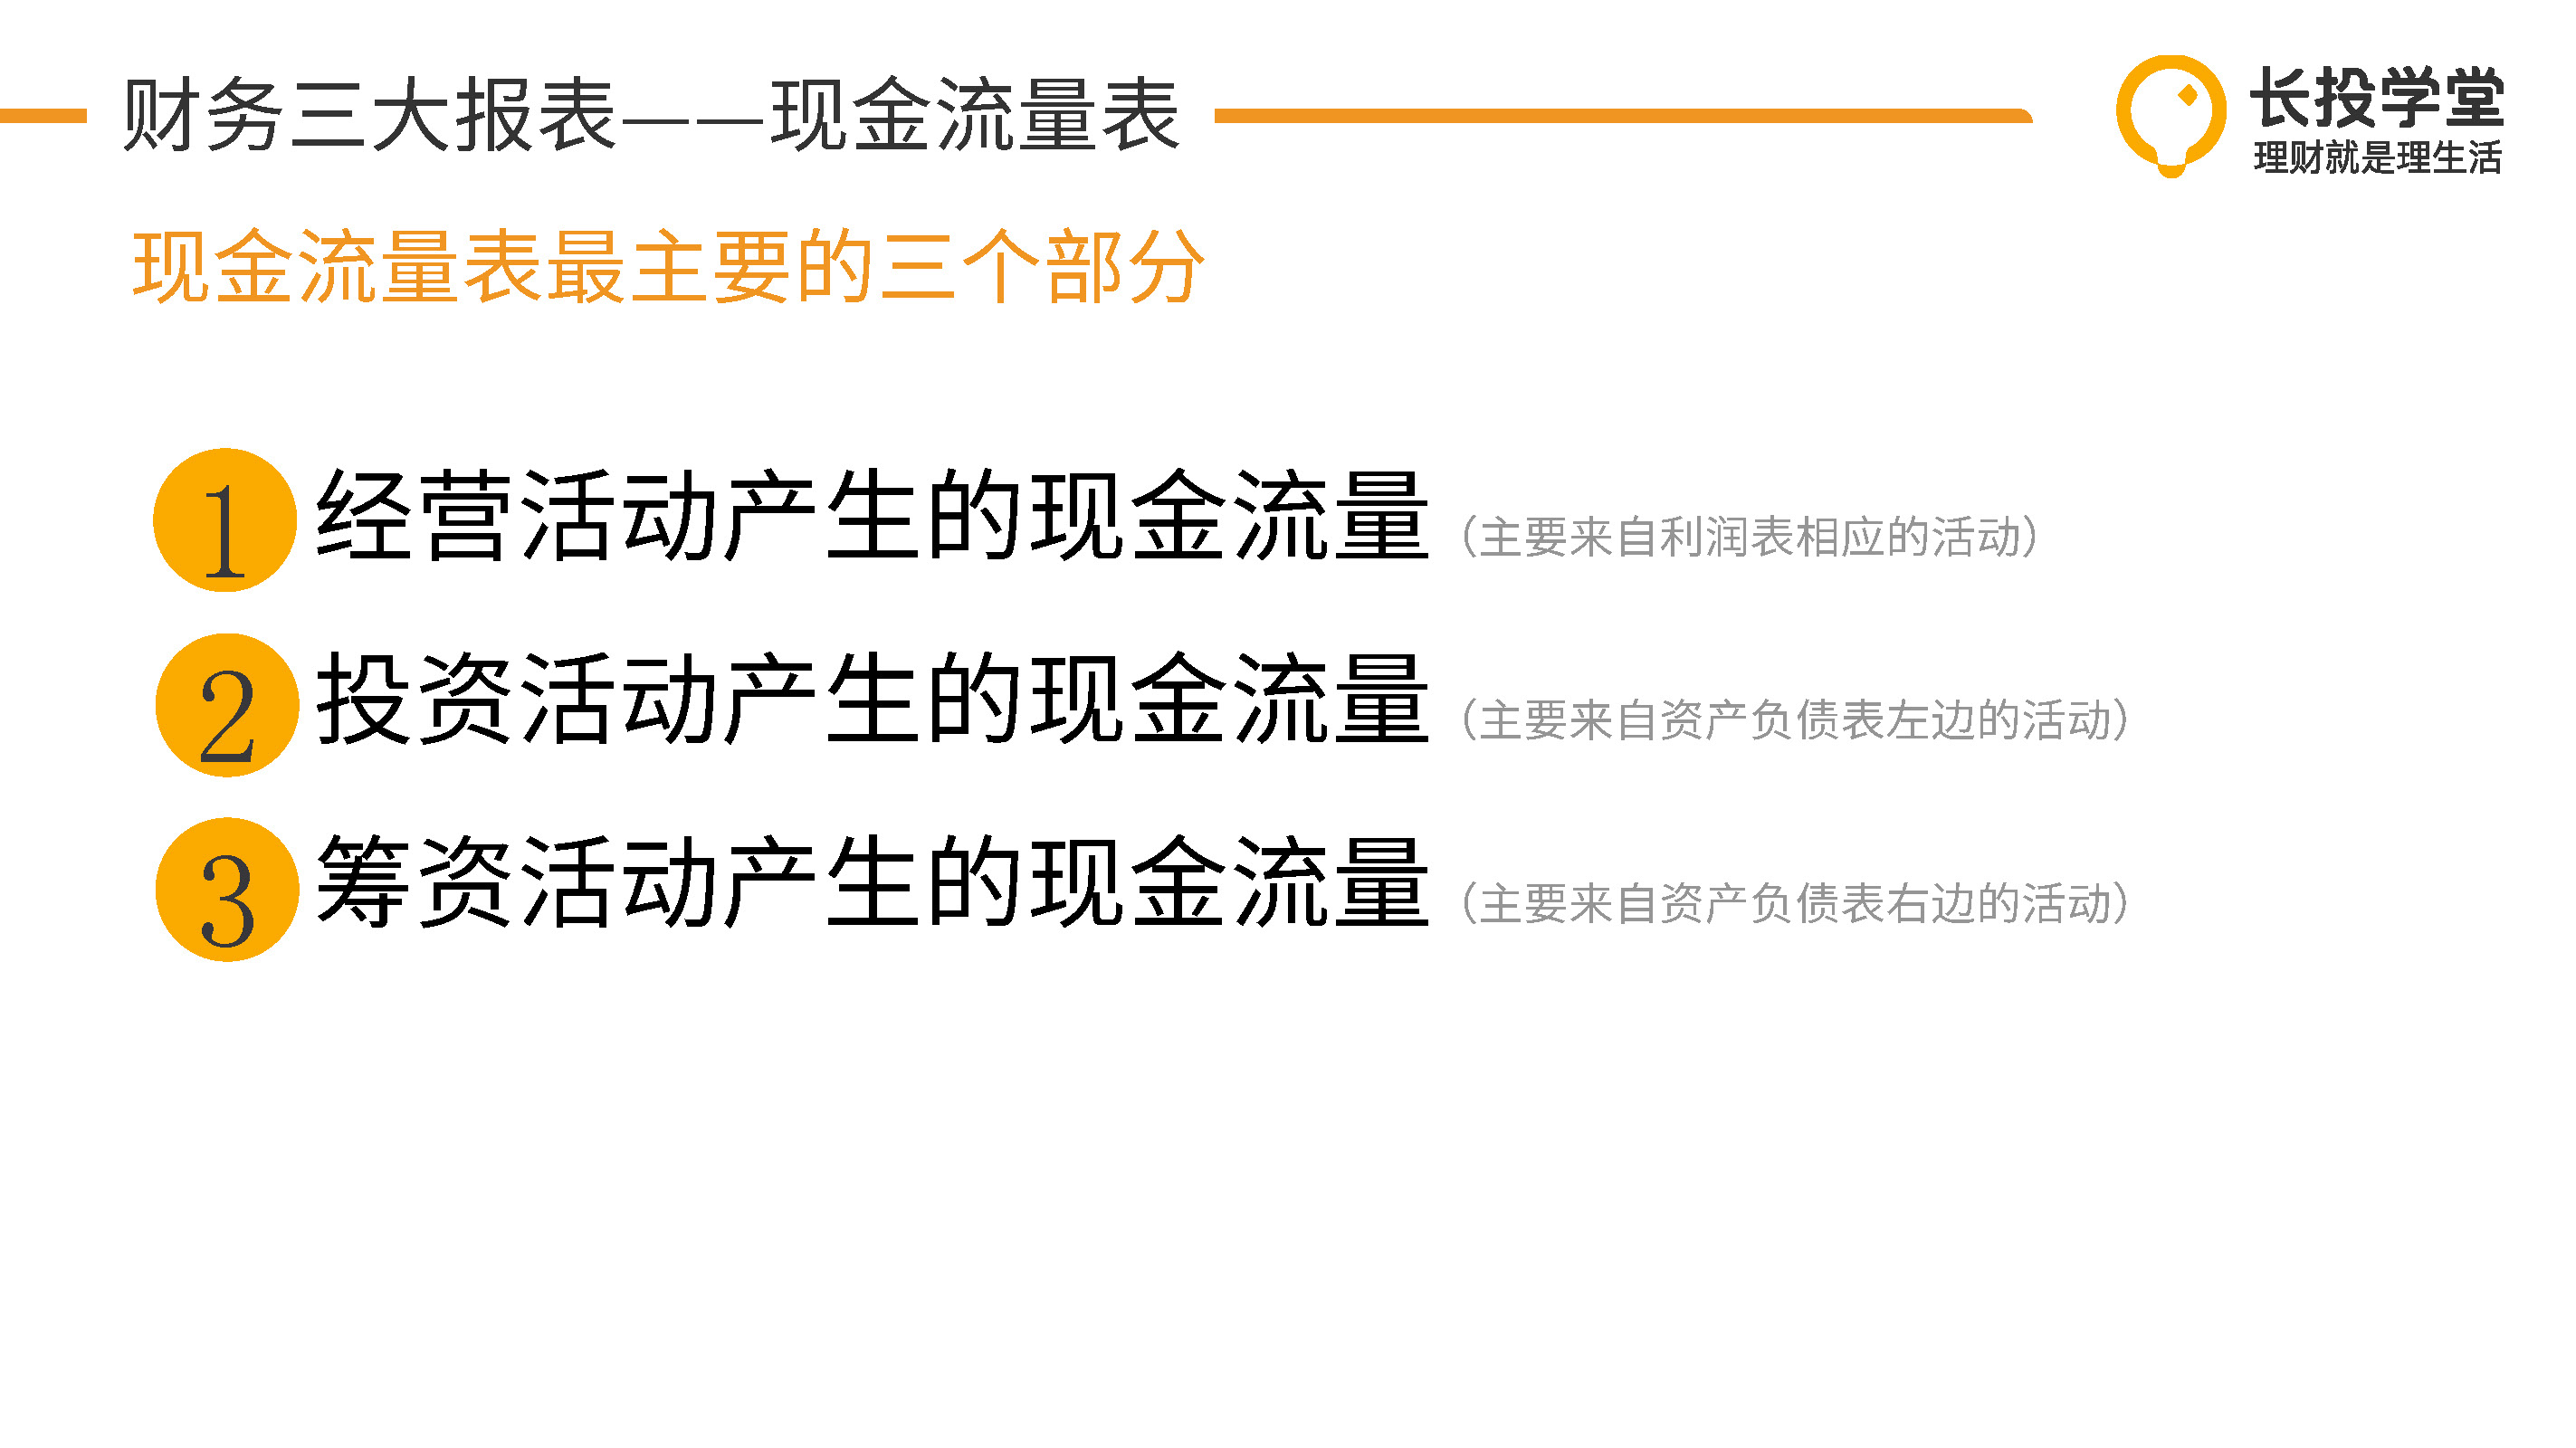 财务三大报表——现金流量表
长投学堂
理财就是理生活
现金流量表最主要的三个部分
1 经营活动产生的现金流量（主要来自利润表相应的活动）
2 投资活动产生的现金流量（主要来自资产负债表左边的活动）
3 筹资活动产生的现金流量（主要来自资产负债表右边的活动）